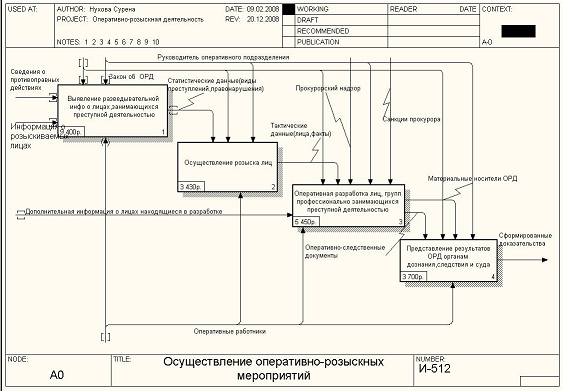 USED AT:
AUTHOR: Нухова Сурена
DATE: 09.02.2008
WORKING
READER
DATE
CONTEXT:
PROJECT: Оперативно-розыскная деятельность
REV: 20.12.2008
DRAFT
RECOMMENDED
NOTES: 1 2 3 4 5 6 7 8 9 10
PUBLICATION
A-0
Руководитель оперативного подразделения
Сведения о
противоправных
действиях
Закон об ОРД
Статистические данные(виды
преступлений,правонарушения)
Прокурорский надзор
Санкции прокурора
Выявление разведывательной
инфо о лицах,занимающихся
преступной деятельностью
9 400р.
1
Информация о
розыскиваемых
лицах
Тактические
данные(лица,факты)
Осуществление розыска лиц
3 430р.
2
Материальные носители ОРД
Оперативная разработка лиц, групп
профессионально занимающихся
преступной деятельностью
5 450р.
3
Дополнительная информация о лицах находящиеся в разработке
Оперативно-следственные
документы
Сформированные
доказательства
Представление результатов
ОРД органам
дознания,следствия и суда
3 700р.
4
Оперативные работники
NODE:
A0
TITLE:
Осуществление оперативно-розыскных
мероприятий
NUMBER:
И-512